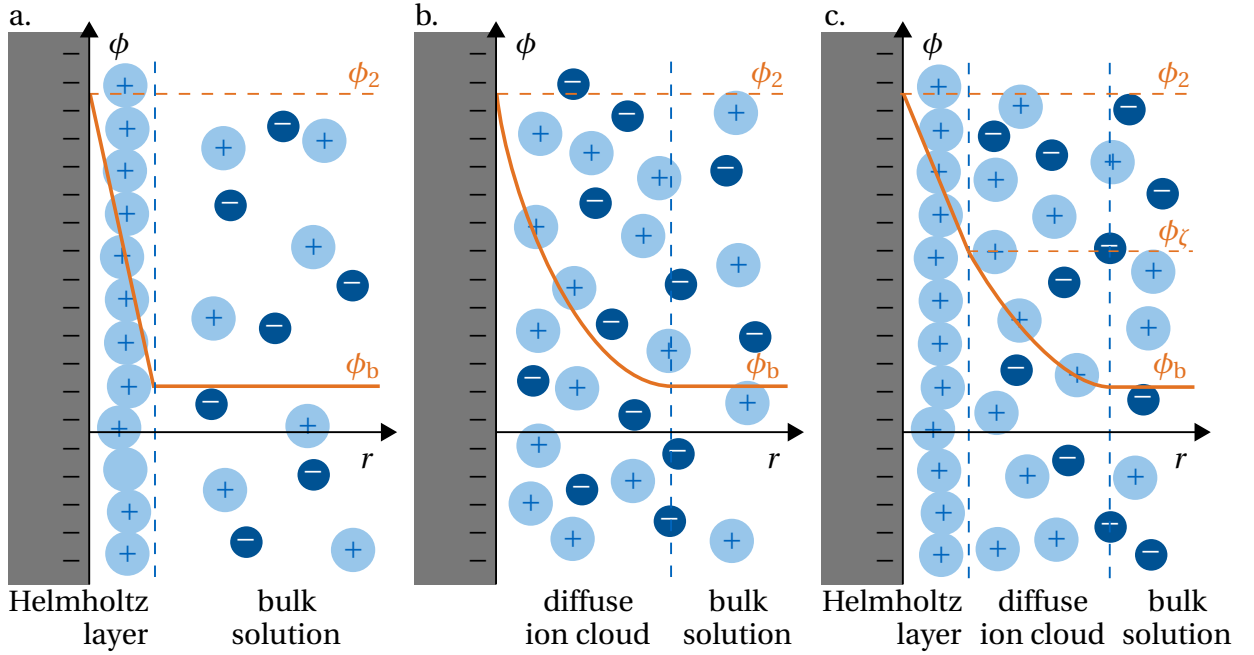 a.
ϕ
ϕ2
ϕb
r
Helmholtz
layer
bulk
solution
b.
ϕ
ϕ2
ϕb
r
diffuse
ion cloud
bulk
solution
c.
ϕ
ϕ2
ϕζ
ϕb
r
Helmholtz
layer
diffuse
ion cloud
bulk
solution